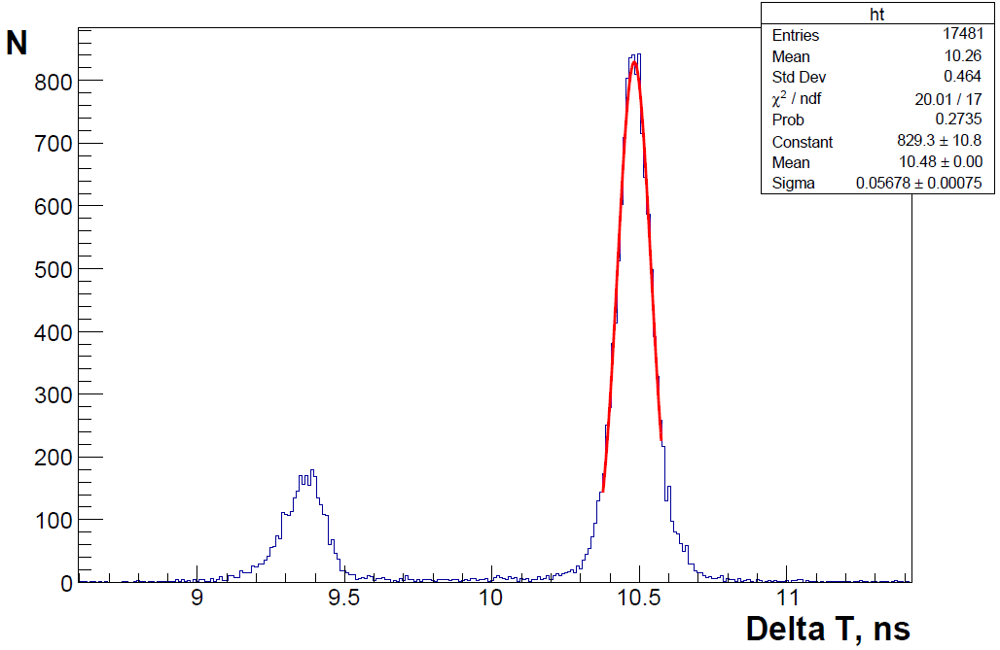 ht
Entries 17481
Mean 10.26
Std Dev 0.464
χ² / ndf 20.01 / 17
Prob 0.2735
Constant 829.3 ± 10.8
Mean 10.48 ± 0.00
Sigma 0.05678 ± 0.00075
N
800
700
600
500
400
300
200
100
0
9 9.5 10 10.5 11
Delta T, ns